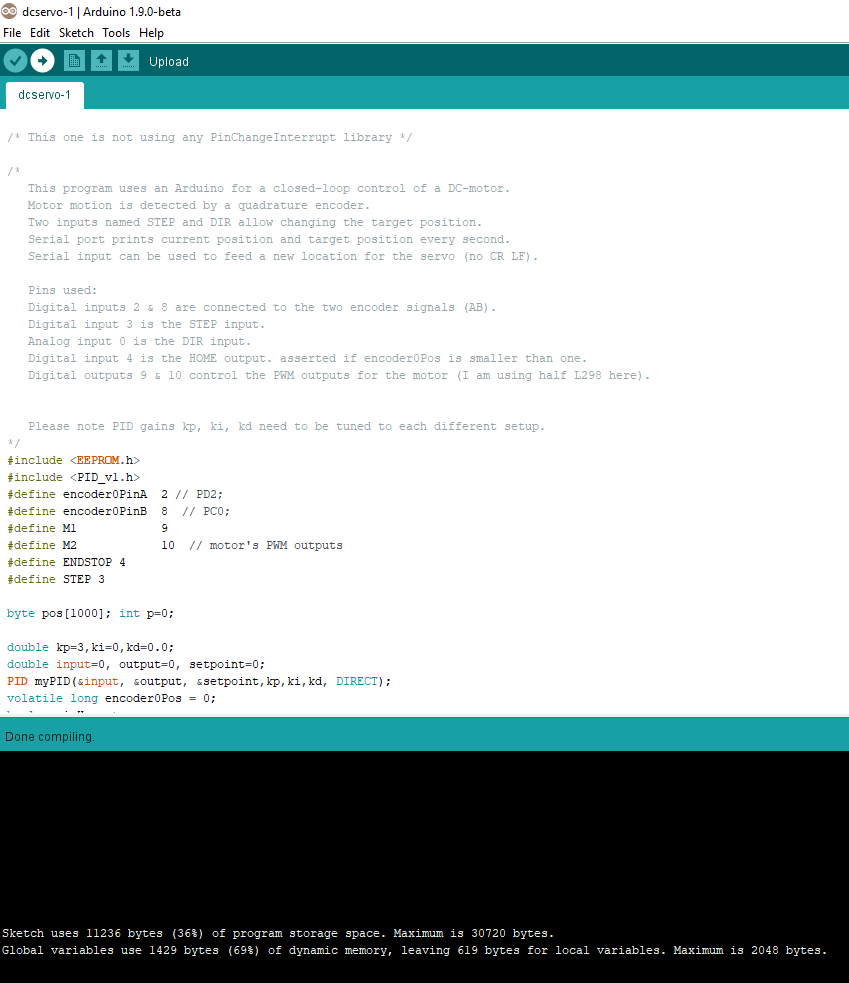 dcservo-1 | Arduino 1.9.0-beta
File Edit Sketch Tools Help
Upload
dcservo-1
/* This one is not using any PinChangeInterrupt library */
/*
This program uses an Arduino for a closed-loop control of a DC-motor.
Motor motion is detected by a quadrature encoder.
Two inputs named STEP and DIR allow changing the target position.
Serial port prints current position and target position every second.
Serial input can be used to feed a new location for the servo (no CR LF).
Pins used:
Digital inputs 2 & 8 are connected to the two encoder signals (AB).
Digital input 3 is the STEP input.
Analog input 0 is the DIR input.
Digital input 4 is the HOME output. asserted if encoder0Pos is smaller than one.
Digital outputs 9 & 10 control the PWM outputs for the motor (I am using half L298 here).
Please note PID gains kp, ki, kd need to be tuned to each different setup.
*/
#include <EEPROM.h>
#include <PID_v1.h>
#define encoder0PinA  2 // PD2;
#define encoder0PinB  8  // PC0;
#define M1            9
#define M2            10  // motor's PWM outputs
#define ENDSTOP 4
#define STEP 3
byte pos[1000]; int p=0;
double kp=3,ki=0,kd=0.0;
double input=0, output=0, setpoint=0;
PID myPID(&input, &output, &setpoint,kp,ki,kd, DIRECT);
volatile long encoder0Pos = 0;
Done compiling.
Sketch uses 11236 bytes (36%) of program storage space. Maximum is 30720 bytes.
Global variables use 1429 bytes (69%) of dynamic memory, leaving 619 bytes for local variables. Maximum is 2048 bytes.